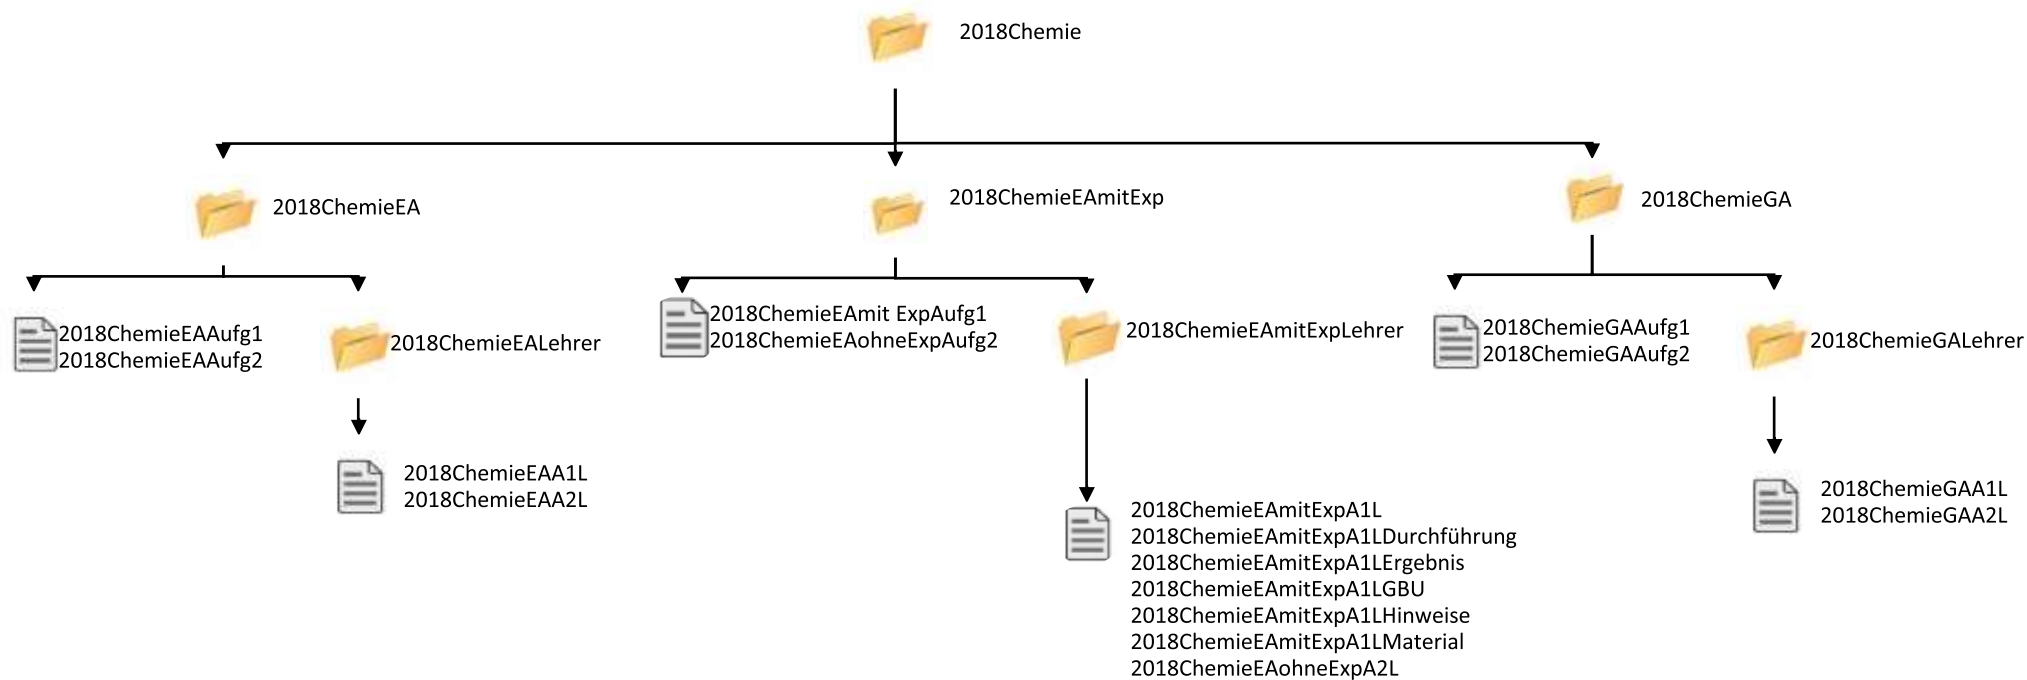 2018Chemie
2018ChemieEA
2018ChemieEAmitExp
2018ChemieGA
2018ChemieEAAufg1
2018ChemieEAAufg2
2018ChemieEALehrer
2018ChemieEAmit ExpAufg1
2018ChemieEAohneExpAufg2
2018ChemieEAmitExpLehrer
2018ChemieGAAufg1
2018ChemieGAAufg2
2018ChemieGALehrer
2018ChemieEAA1L
2018ChemieEAA2L
2018ChemieEAmitExpA1L
2018ChemieEAmitExpA1LDurchführung
2018ChemieEAmitExpA1LErgebnis
2018ChemieEAmitExpA1LGBU
2018ChemieEAmitExpA1LHinweise
2018ChemieEAmitExpA1LMaterial
2018ChemieEAohneExpA2L
2018ChemieGAA1L
2018ChemieGAA2L